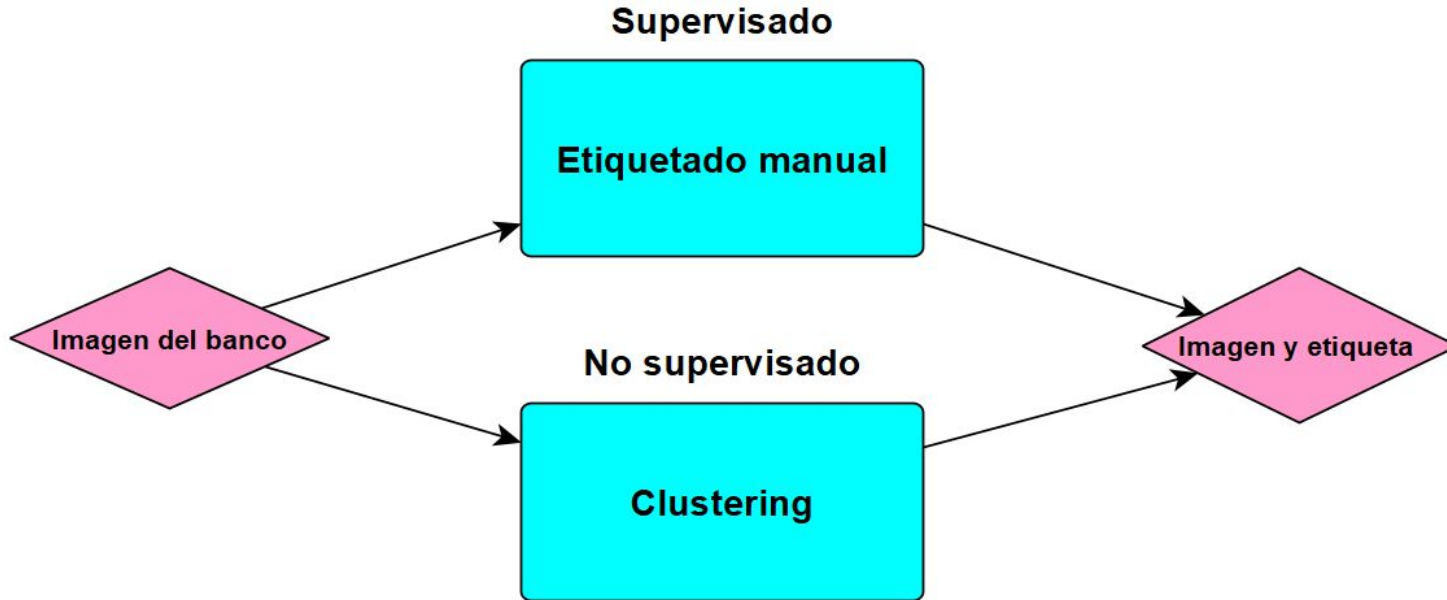 Supervisado
Etiquetado manual
Imagen del banco
No supervisado
Clustering
Imagen y etiqueta